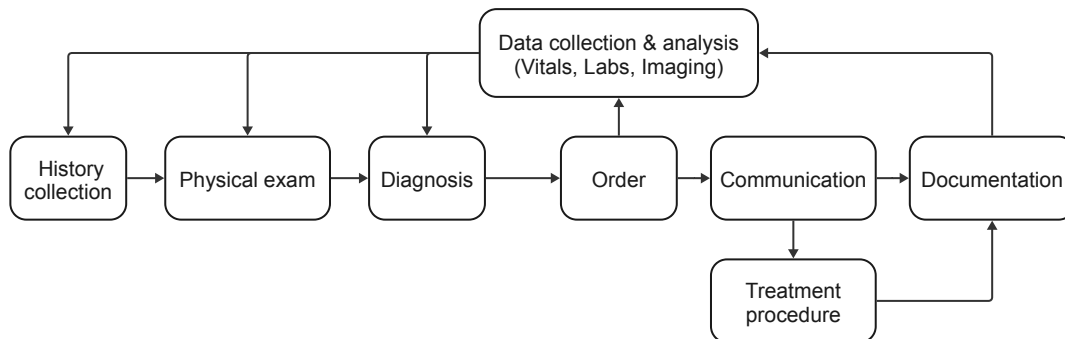 Data collection & analysis
(Vitals, Labs, Imaging)
History
collection
Physical exam
Diagnosis
Order
Communication
Documentation
Treatment
procedure